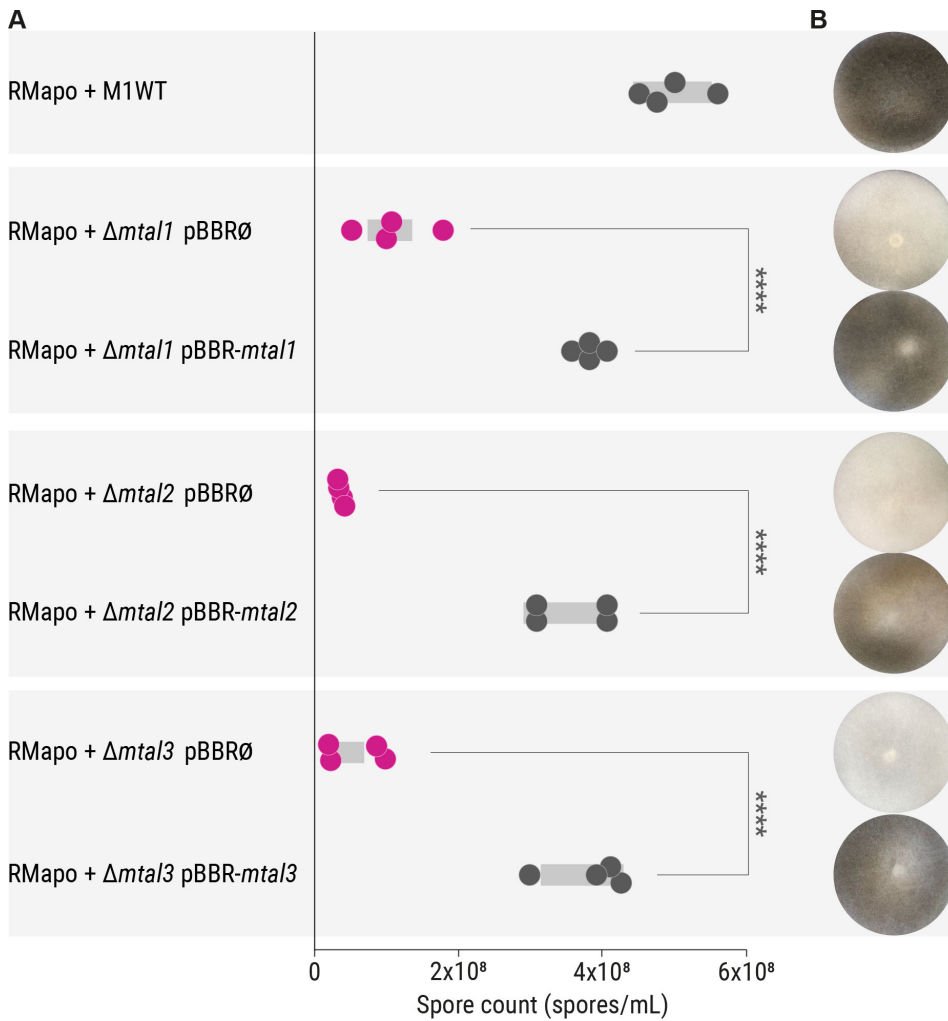 A
B
RMapo + M1WT
RMapo + Δmtal1 pBBRØ
****
RMapo + Δmtal1 pBBR-mtal1
RMapo + Δmtal2 pBBRØ
****
RMapo + Δmtal2 pBBR-mtal2
RMapo + Δmtal3 pBBRØ
****
RMapo + Δmtal3 pBBR-mtal3
0
2x10⁸
4x10⁸
6x10⁸
Spore count (spores/mL)